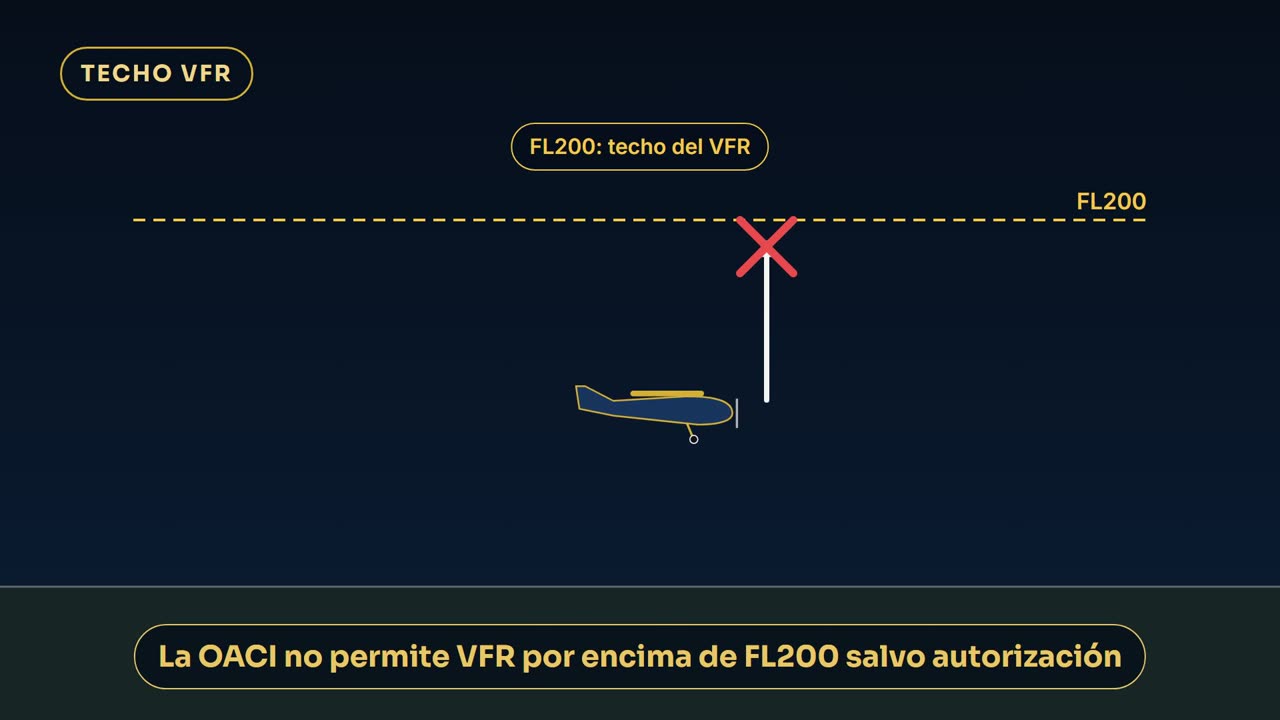 TECHO VFR
FL200: techo del VFR
FL200
La OACI no permite VFR por encima de FL200 salvo autorización